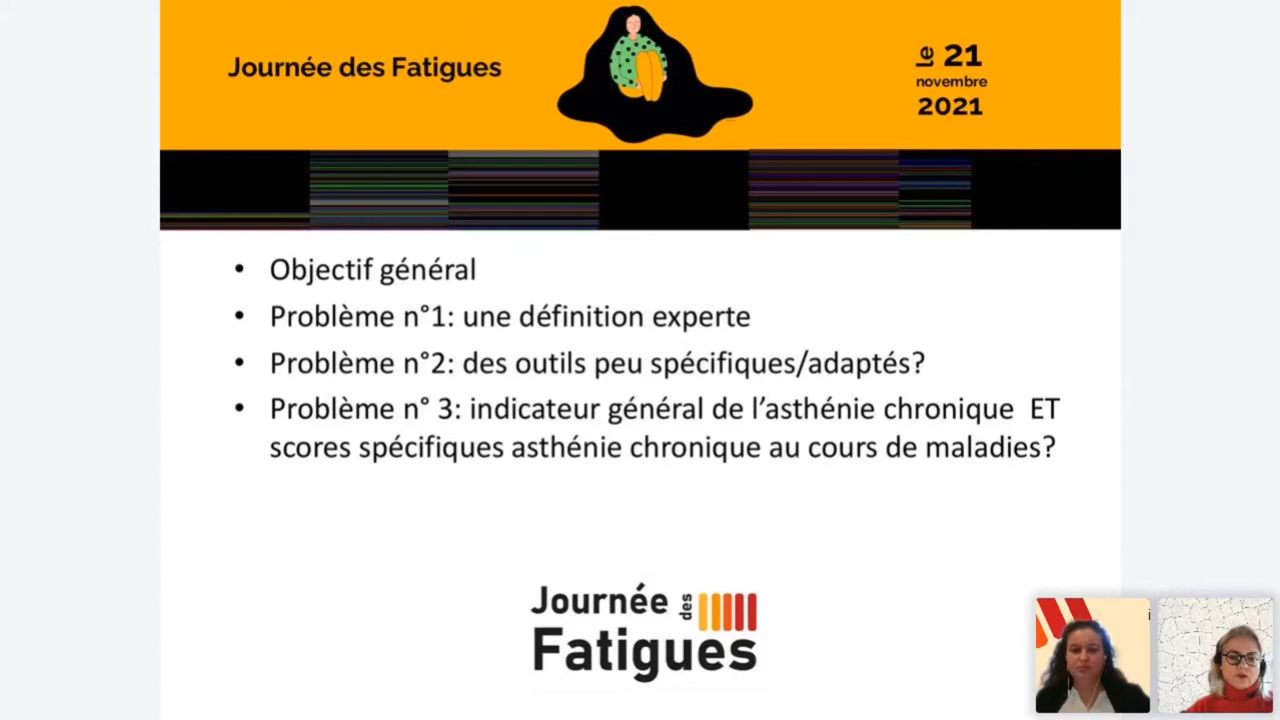 Journée des Fatigues
le 21
novembre
2021
• Objectif général
• Problème n°1: une définition experte
• Problème n°2: des outils peu spécifiques/adaptés?
• Problème n° 3: indicateur général de l'asthénie chronique ET
scores spécifiques asthénie chronique au cours de maladies?
Journée des
Fatigues